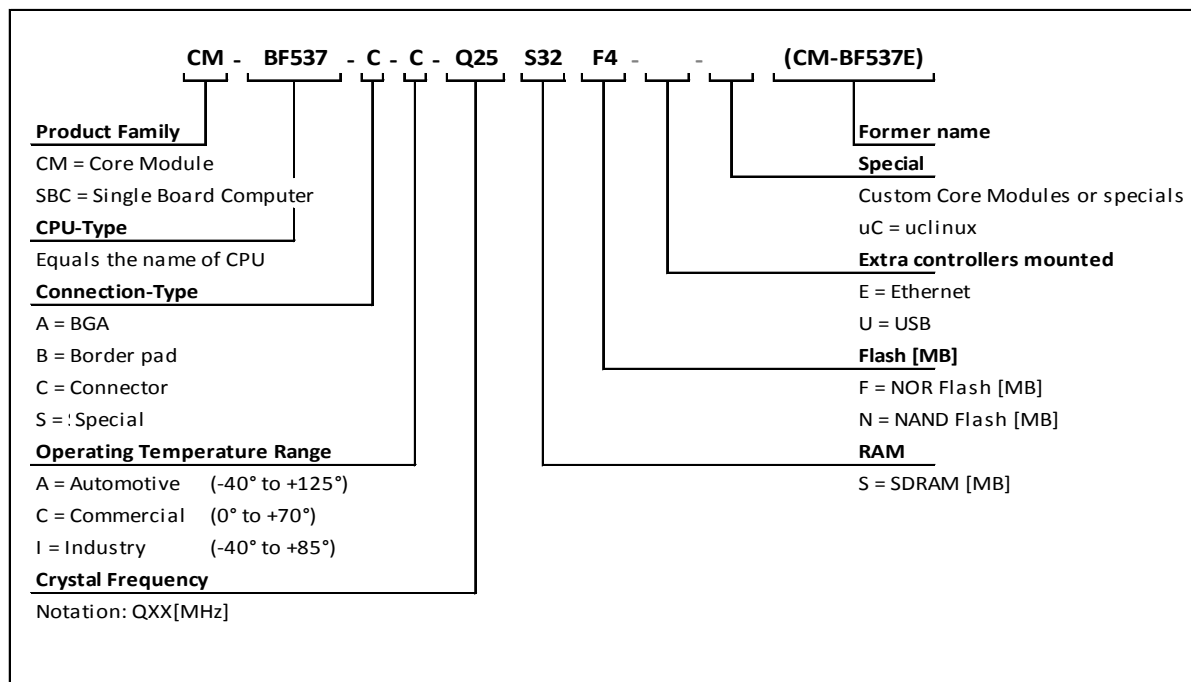 CM - BF537 - C - C - Q25 S32 F4 - - (CM-BF537E)
Product Family
CM = Core Module
SBC = Single Board Computer
CPU-Type
Equals the name of CPU
Connection-Type
A = BGA
B = Border pad
C = Connector
S = : Special
Operating Temperature Range
A = Automotive (-40° to +125°)
C = Commercial (0° to +70°)
I = Industry (-40° to +85°)
Crystal Frequency
Notation: QXX[MHz]
Former name
Special
Custom Core Modules or specials
uC = uclinux
Extra controllers mounted
E = Ethernet
U = USB
Flash [MB]
F = NOR Flash [MB]
N = NAND Flash [MB]
RAM
S = SDRAM [MB]